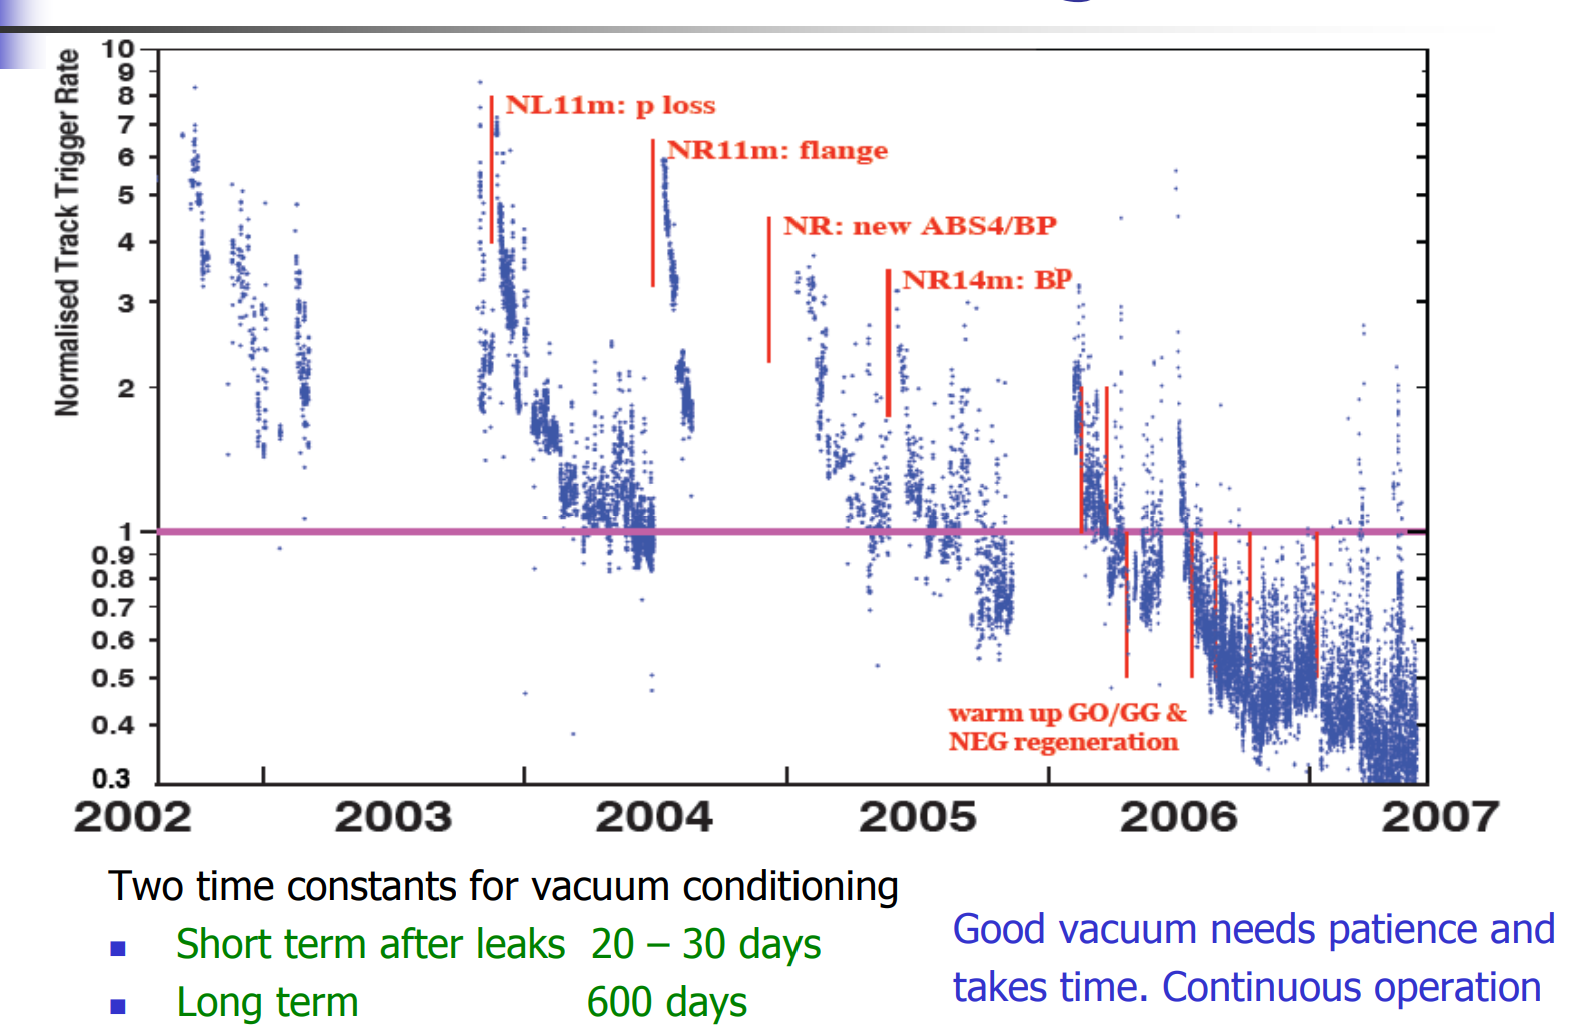 Normalised Track Trigger Rate
10
9
8
7
6
5
4
3
2
1
0.9
0.8
0.7
0.6
0.5
0.4
0.3
NL11m: p loss
NR11m: flange
NR: new ABS4/BP
NR14m: BP
warm up GO/GG &
NEG regeneration
2002 2003 2004 2005 2006 2007
Two time constants for vacuum conditioning
Short term after leaks 20 – 30 days
Long term 600 days
Good vacuum needs patience and
takes time. Continuous operation